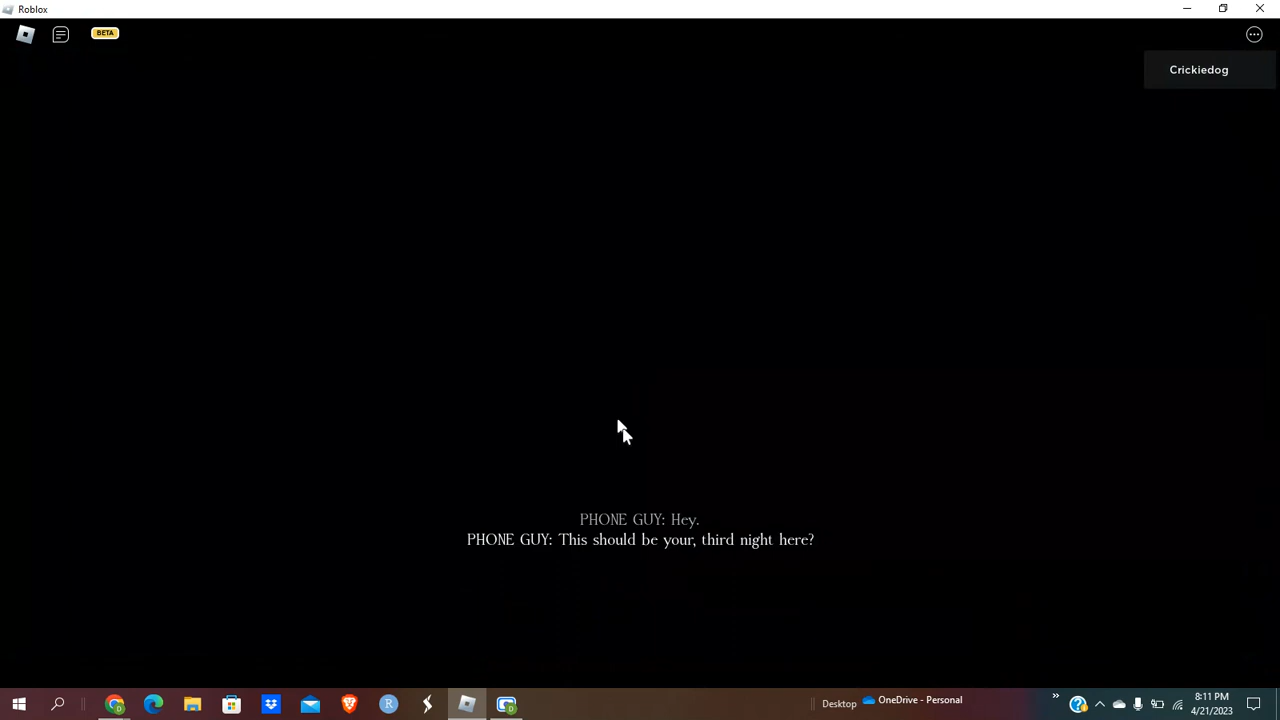 Roblox
BETA
Crickiedog
PHONE GUY: Hey.
PHONE GUY: This should be your, third night here?
Desktop
OneDrive - Personal
8:11 PM
4/21/2023